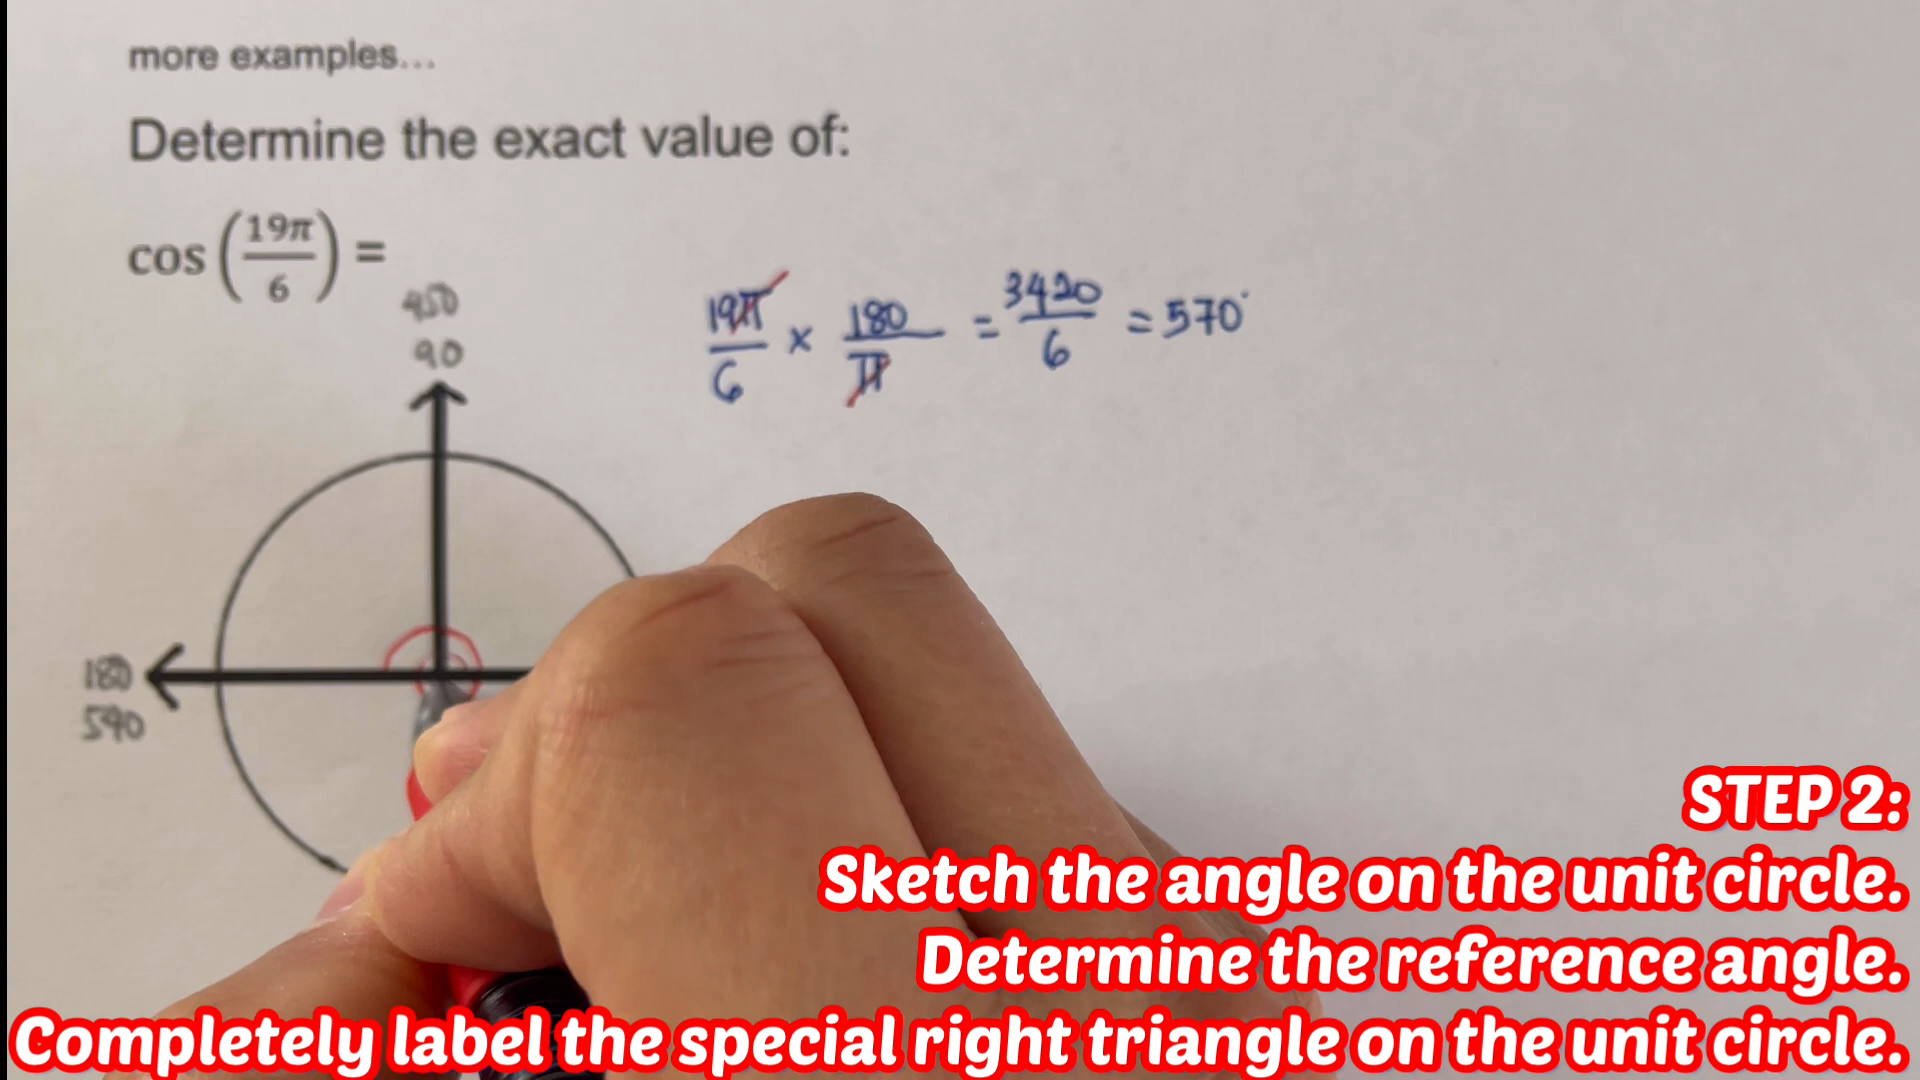 more examples...
Determine the exact value of:
cos (19π/6) =
450
90
19π/6 × 180/π = 3420/6 = 570°
180
540
STEP 2:
Sketch the angle on the unit circle.
Determine the reference angle.
Completely label the special right triangle on the unit circle.